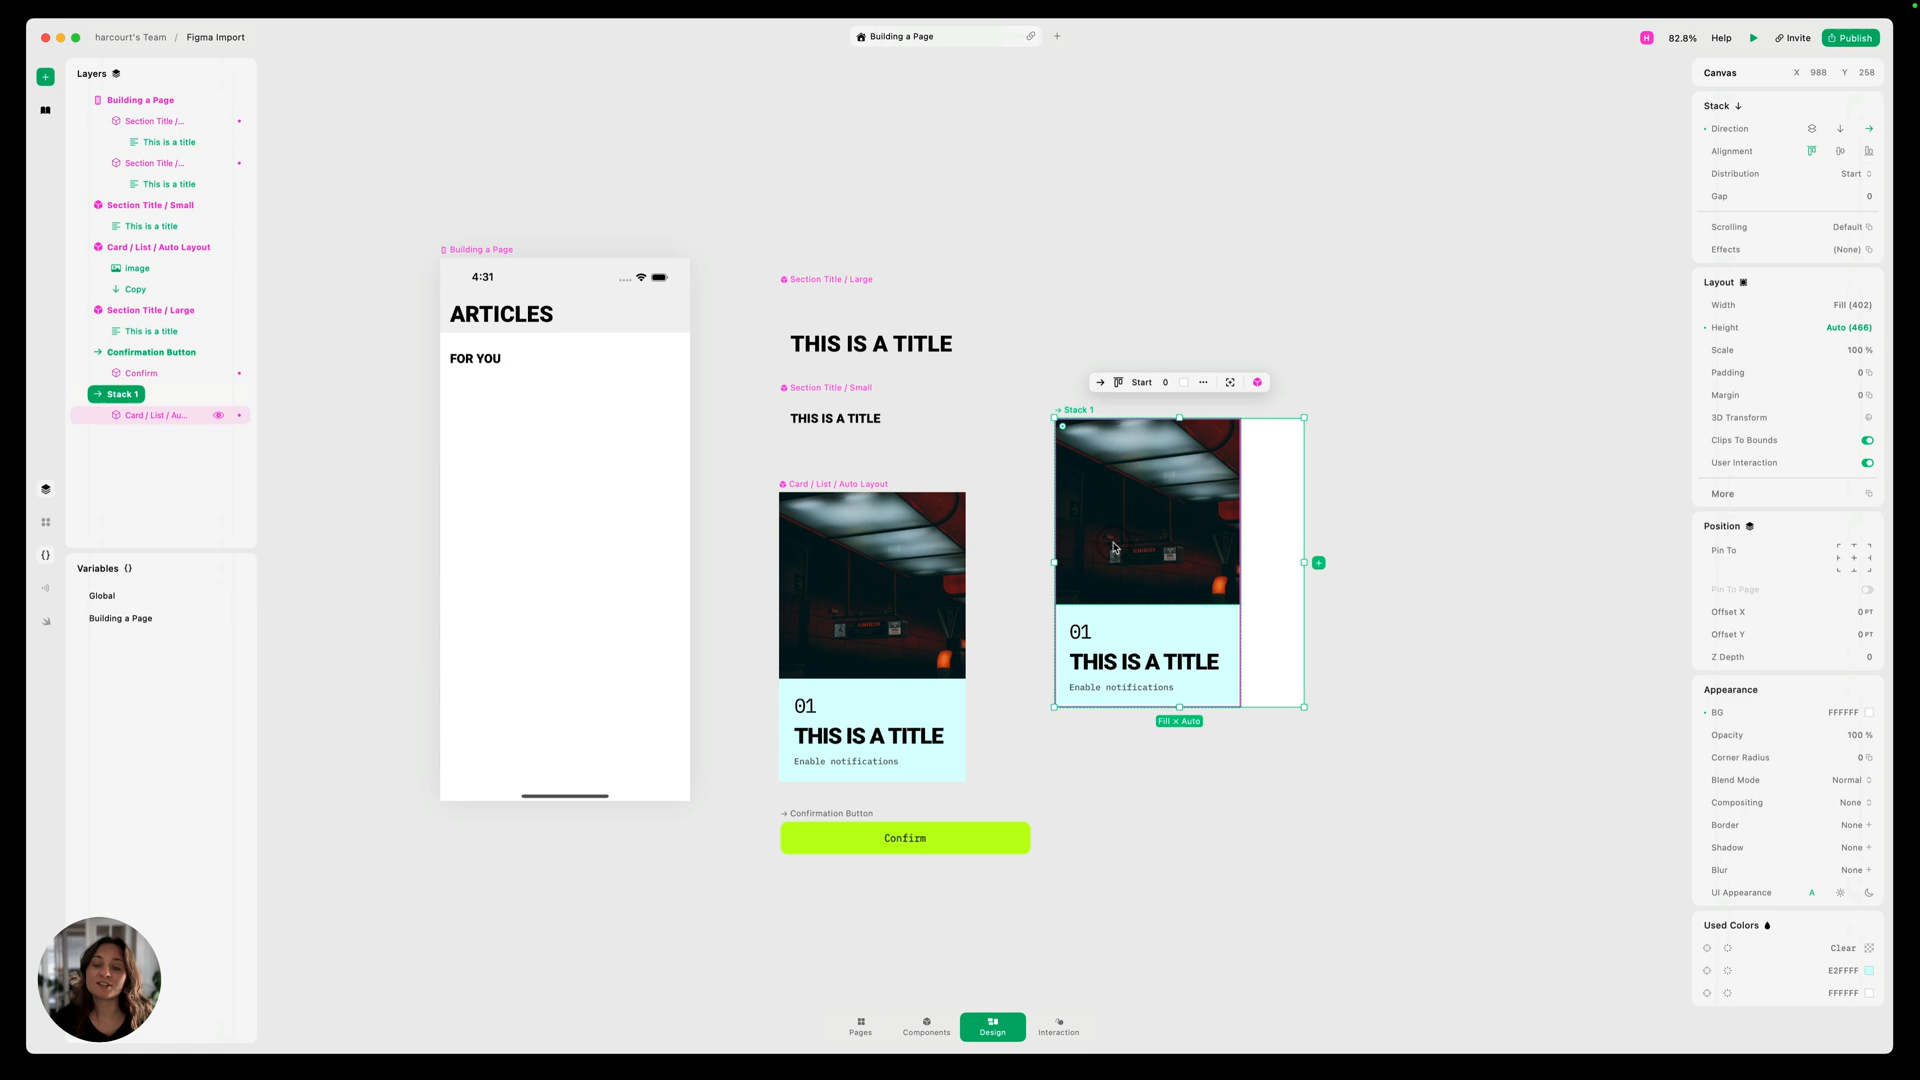 harcourt's Team / Figma Import
Building a Page
H
82.8%
Help
Invite
Publish
Layers
Building a Page
Section Title /...
This is a title
Section Title /...
This is a title
Section Title / Small
This is a title
Card / List / Auto Layout
image
Copy
Section Title / Large
This is a title
Confirmation Button
Confirm
Stack 1
Card / List / Au...
Variables {}
Global
Building a Page
Building a Page
4:31
ARTICLES
FOR YOU
Section Title / Large
THIS IS A TITLE
Section Title / Small
THIS IS A TITLE
Card / List / Auto Layout
01
THIS IS A TITLE
Enable notifications
Confirmation Button
Confirm
Start 0
Stack 1
01
THIS IS A TITLE
Enable notifications
Fill × Auto
Pages
Components
Design
Interaction
Canvas X 988 Y 258
Stack
Direction
Alignment
Distribution Start
Gap 0
Scrolling Default
Effects (None)
Layout
Width Fill (402)
Height Auto (466)
Scale 100 %
Padding 0
Margin 0
3D Transform
Clips To Bounds
User Interaction
More
Position
Pin To
Pin To Page
Offset X 0 PT
Offset Y 0 PT
Z Depth 0
Appearance
BG FFFFFF
Opacity 100 %
Corner Radius 0
Blend Mode Normal
Compositing None
Border None +
Shadow None +
Blur None +
UI Appearance A
Used Colors
Clear
E2FFFF
FFFFFF